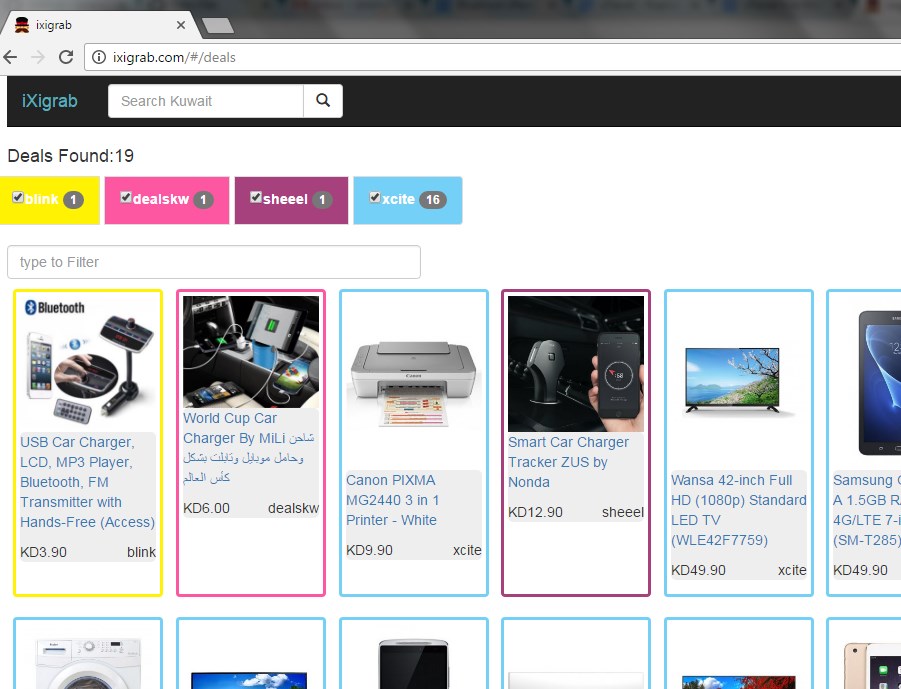 ixigrab
ixigrab.com/#/deals
iXigrab
Search Kuwait
Deals Found:19
blink 1
dealskw 1
sheeel 1
xcite 16
type to Filter
Bluetooth
USB Car Charger,
LCD, MP3 Player,
Bluetooth, FM
Transmitter with
Hands-Free (Access)
KD3.90 blink
World Cup Car
Charger By MiLi شاحن
وحامل موبايل وتابلت بشكل
كأس العالم
KD6.00 dealskw
Canon
Canon PIXMA
MG2440 3 in 1
Printer - White
KD9.90 xcite
58
Smart Car Charger
Tracker ZUS by
Nonda
KD12.90 sheeel
Wansa 42-inch Full
HD (1080p) Standard
LED TV
(WLE42F7759)
KD49.90 xcite
Samsung
A 1.5GB R
4G/LTE 7-i
(SM-T285)
KD49.90